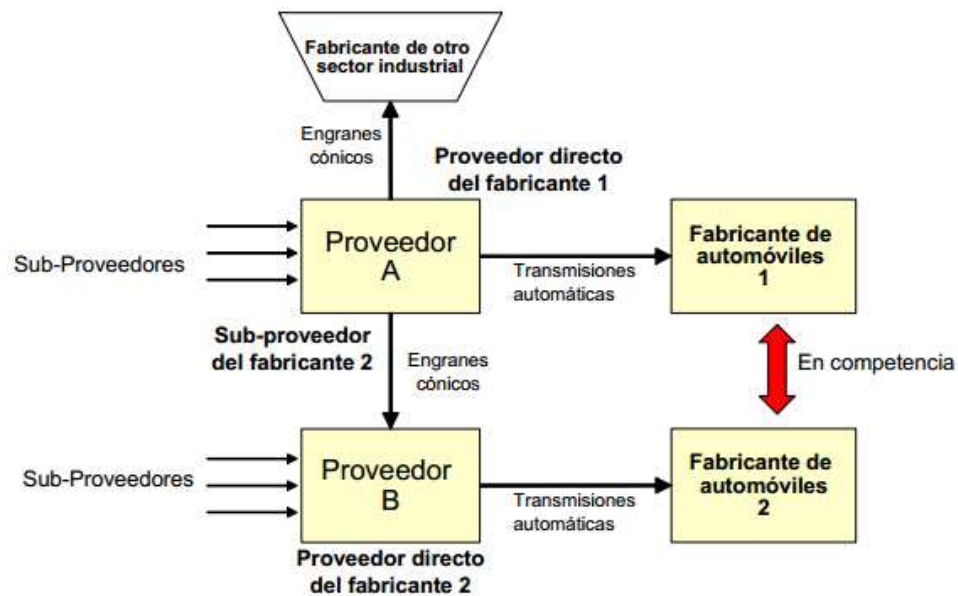 Fabricante de otro
sector industrial
Engranes
cónicos
Proveedor directo
del fabricante 1
Sub-Proveedores
Proveedor
A
Transmisiones
automáticas
Fabricante de
automóviles
1
Sub-proveedor
del fabricante 2
Engranes
cónicos
En competencia
Sub-Proveedores
Proveedor
B
Transmisiones
automáticas
Fabricante de
automóviles
2
Proveedor directo
del fabricante 2